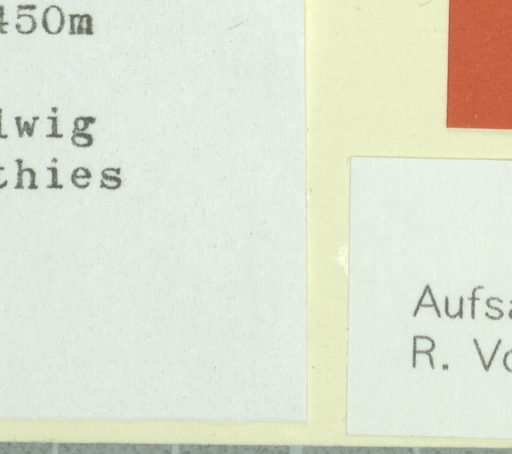 450m
lwig
thies
Aufsa
R. Vo